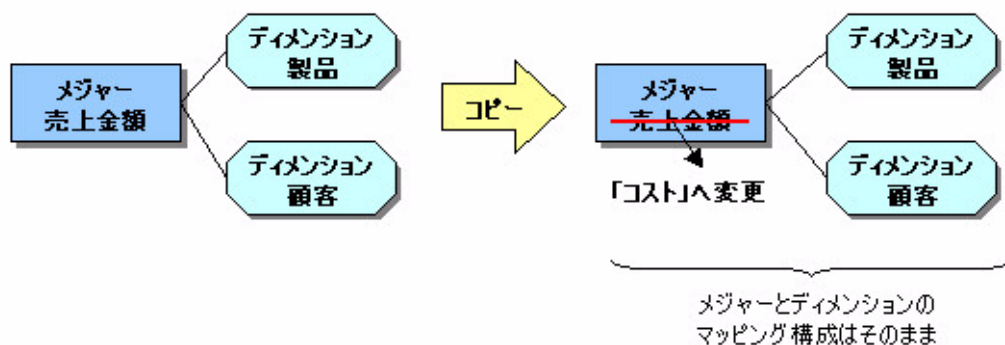 ディメンション
製品
メジャー
売上金額
ディメンション
顧客
コピー
ディメンション
製品
メジャー
売上金額
「コスト」へ変更
ディメンション
顧客
メジャーとディメンションの
マッピング構成はそのまま